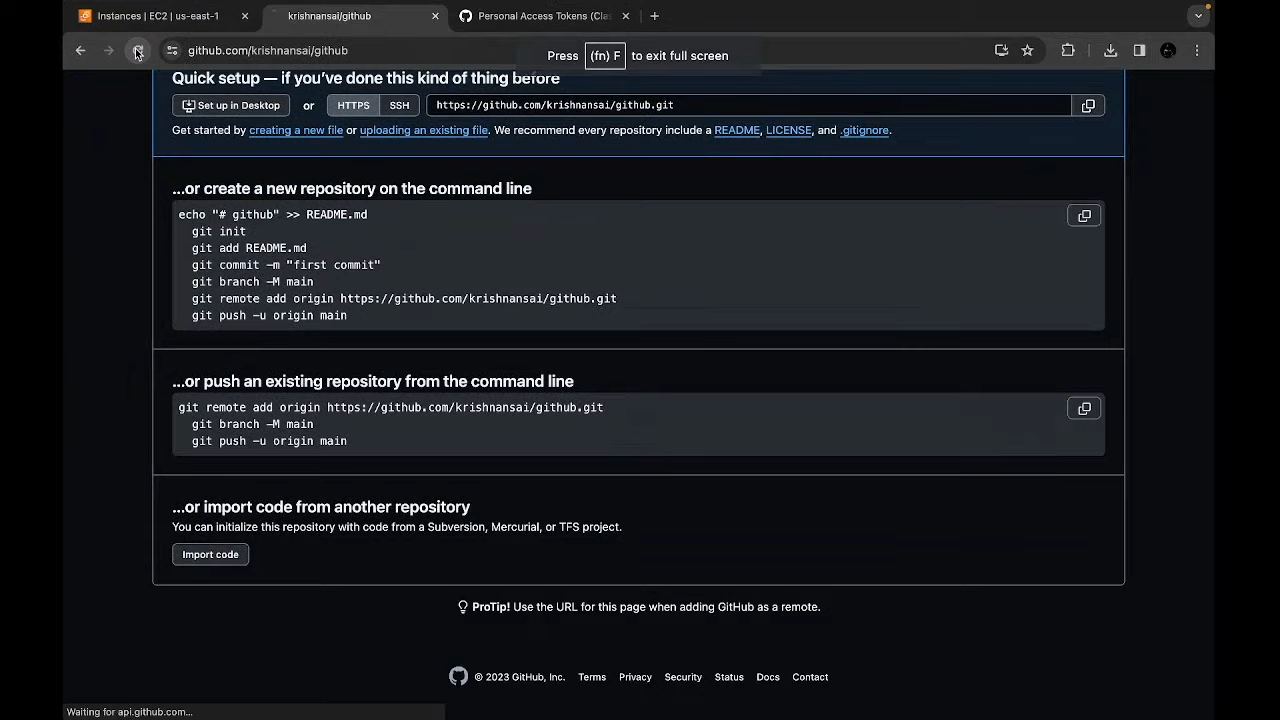 Instances | EC2 | us-east-1
krishnansai/github
Personal Access Tokens (Clas
github.com/krishnansai/github
Press (fn) F to exit full screen
Quick setup — if you've done this kind of thing before
Set up in Desktop or HTTPS SSH https://github.com/krishnansai/github.git
Get started by creating a new file or uploading an existing file. We recommend every repository include a README, LICENSE, and .gitignore.
...or create a new repository on the command line
echo "# github" >> README.md
git init
git add README.md
git commit -m "first commit"
git branch -M main
git remote add origin https://github.com/krishnansai/github.git
git push -u origin main
...or push an existing repository from the command line
git remote add origin https://github.com/krishnansai/github.git
git branch -M main
git push -u origin main
...or import code from another repository
You can initialize this repository with code from a Subversion, Mercurial, or TFS project.
Import code
ProTip! Use the URL for this page when adding GitHub as a remote.
© 2023 GitHub, Inc. Terms Privacy Security Status Docs Contact
Waiting for api.github.com...